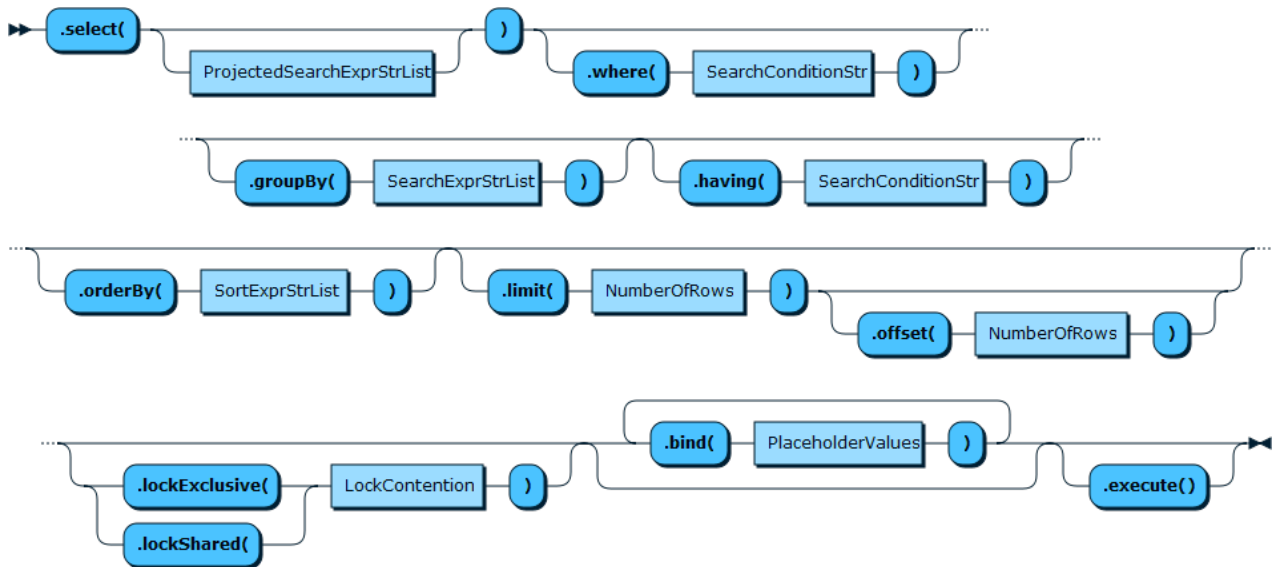 .select( )
ProjectedSearchExprStrList
.where( SearchConditionStr )
.groupBy( SearchExprStrList ) .having( SearchConditionStr )
.orderBy( SortExprStrList ) .limit( NumberOfRows )
.offset( NumberOfRows )
.bind( PlaceholderValues )
.lockExclusive( LockContention ) .execute()
.lockShared(